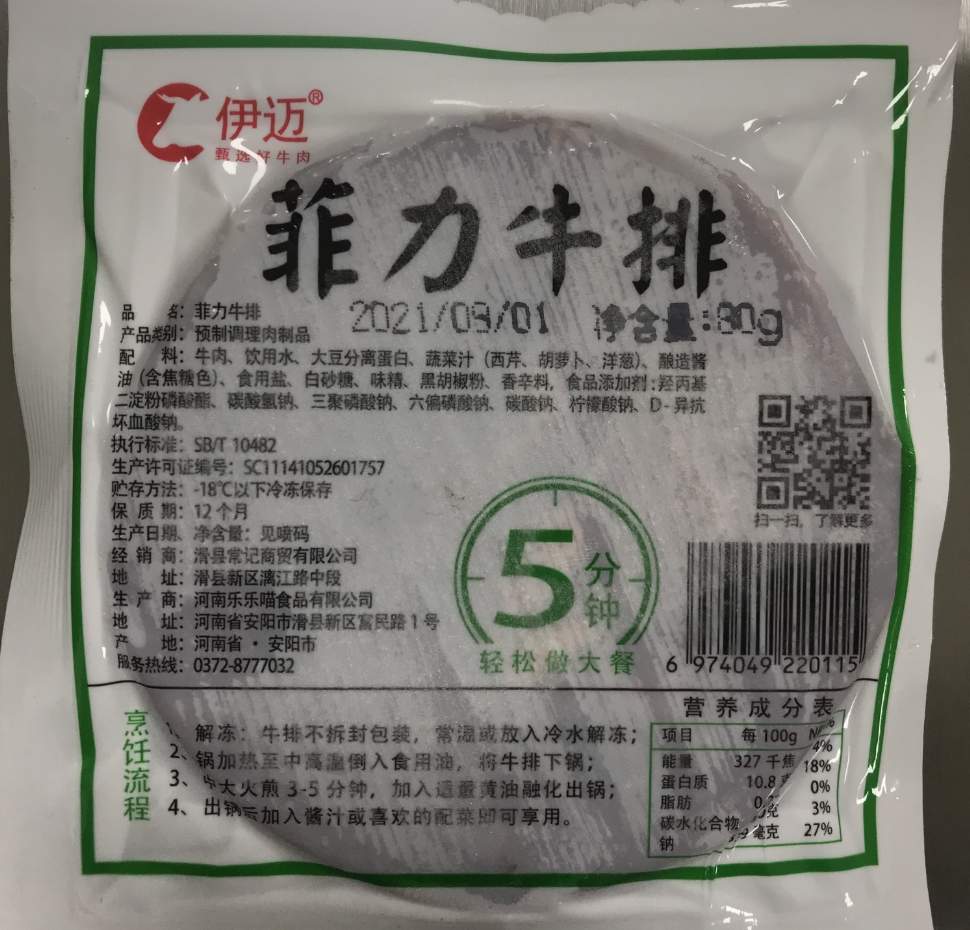 伊迈®
甄选好牛肉
菲力牛排
2021/09/01 净含量:80g
品 名：菲力牛排
产品类别：预制调理肉制品
配 料：牛肉、饮用水、大豆分离蛋白、蔬菜汁（西芹、胡萝卜、洋葱）、酿造酱
油（含焦糖色）、食用盐、白砂糖、味精、黑胡椒粉、香辛料，食品添加剂:羟丙基
二淀粉磷酸酯、碳酸氢钠、三聚磷酸钠、六偏磷酸钠、碳酸钠、柠檬酸钠、D-异抗
坏血酸钠。
执行标准：SB/T 10482
生产许可证编号：SC11141052601757
贮存方法：-18℃以下冷冻保存
保 质 期：12个月
生产日期、净含量：见喷码
经 销 商：滑县常记商贸有限公司
地 址：滑县新区漓江路中段
生 产 商：河南乐乐喵食品有限公司
地 址：河南省安阳市滑县新区富民路1号
产 地：河南省·安阳市
服务热线：0372-8777032
扫一扫，了解更多
5分钟
轻松做大餐
6 974049 220115
烹饪流程
1、解冻：牛排不拆封包装，常温或放入冷水解冻；
2、锅加热至中高温倒入食用油，将牛排下锅；
3、大火煎3-5分钟，加入适量黄油融化出锅；
4、出锅后加入酱汁或喜欢的配菜即可享用。
营养成分表
项目 每100g
能量 327千焦 4%
蛋白质 10.8克 18%
脂肪 0%
碳水化合物 克 3%
钠 毫克 27%